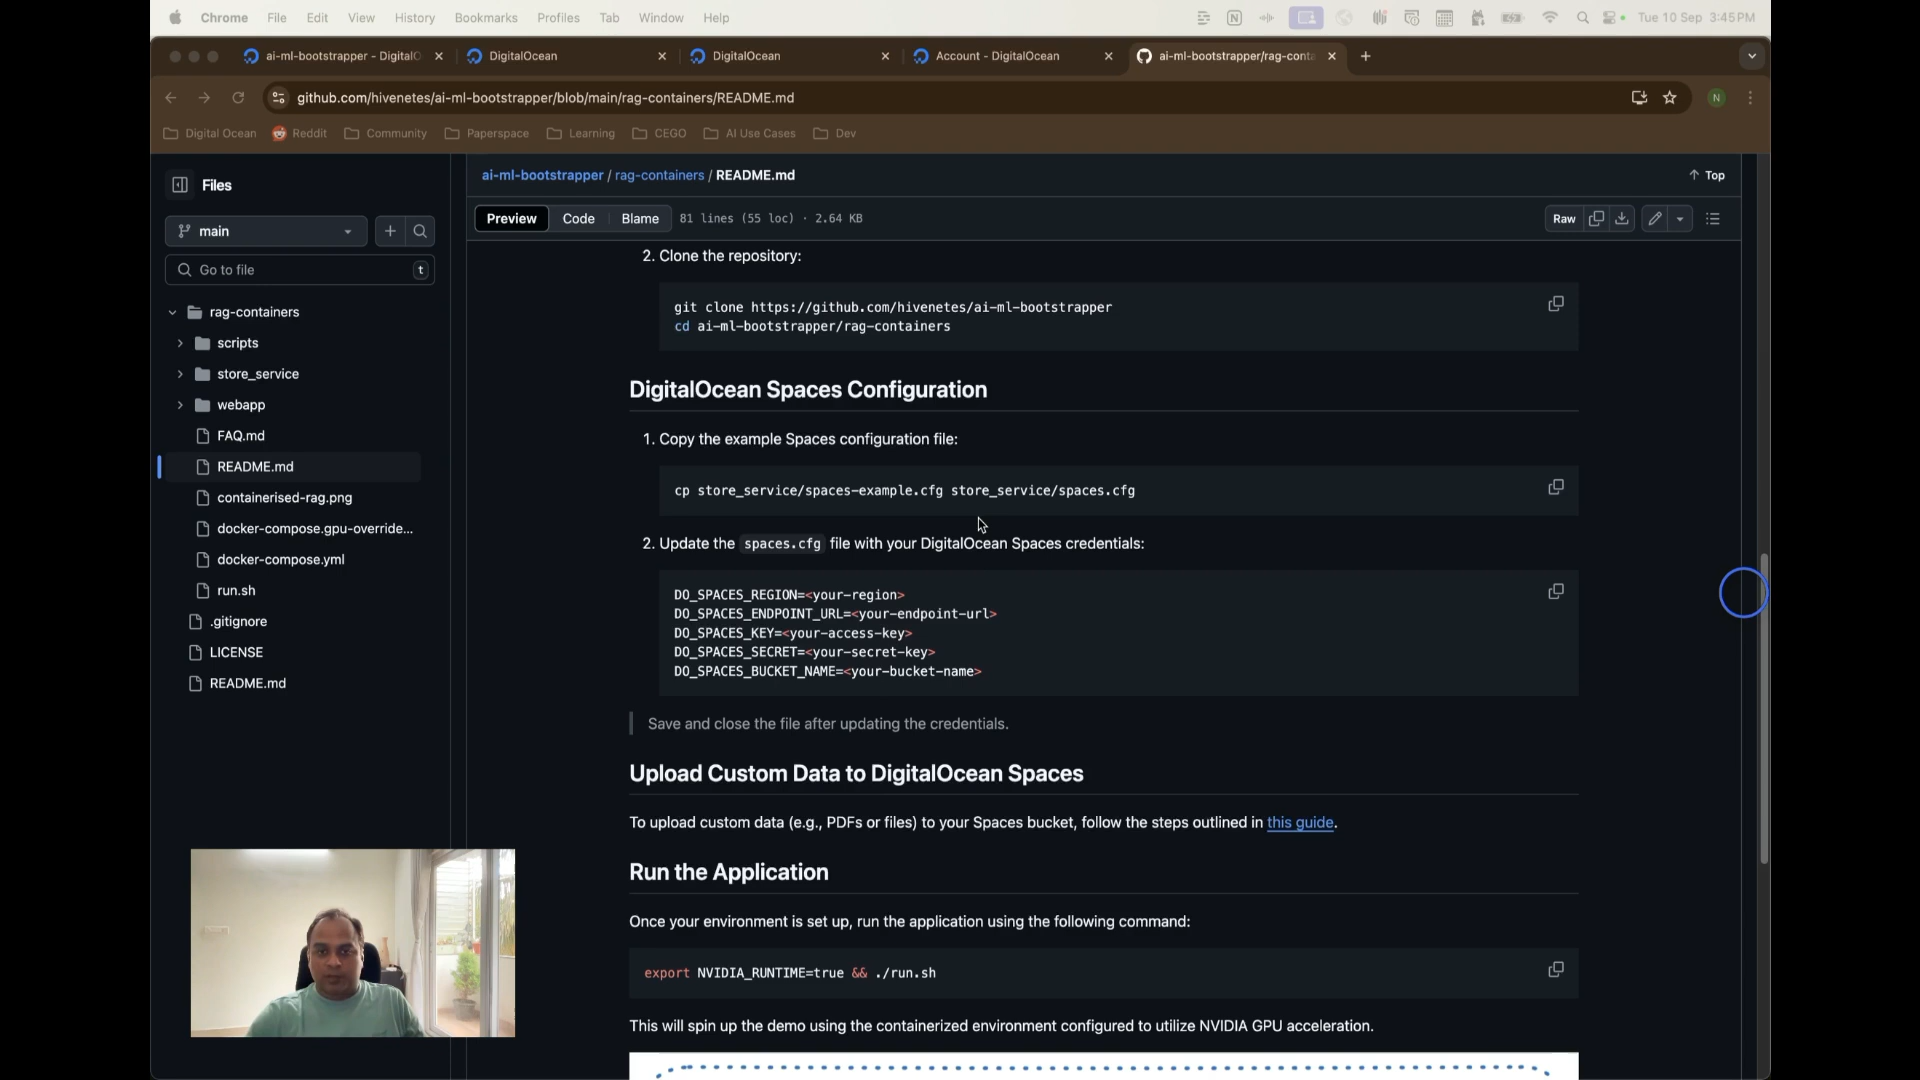 Chrome File Edit View History Bookmarks Profiles Tab Window Help Tue 10 Sep 3:45PM
ai-ml-bootstrapper - DigitalO DigitalOcean DigitalOcean Account - DigitalOcean ai-ml-bootstrapper/rag-conta
github.com/hivenetes/ai-ml-bootstrapper/blob/main/rag-containers/README.md N
Digital Ocean Reddit Community Paperspace Learning CEGO AI Use Cases Dev
Files
main
Go to file t
rag-containers
scripts
store_service
webapp
FAQ.md
README.md
containerised-rag.png
docker-compose.gpu-override...
docker-compose.yml
run.sh
.gitignore
LICENSE
README.md
ai-ml-bootstrapper / rag-containers / README.md Top
Preview Code Blame 81 lines (55 loc) · 2.64 KB Raw
2. Clone the repository:
git clone https://github.com/hivenetes/ai-ml-bootstrapper
cd ai-ml-bootstrapper/rag-containers
DigitalOcean Spaces Configuration
1. Copy the example Spaces configuration file:
cp store_service/spaces-example.cfg store_service/spaces.cfg
2. Update the spaces.cfg file with your DigitalOcean Spaces credentials:
DO_SPACES_REGION=<your-region>
DO_SPACES_ENDPOINT_URL=<your-endpoint-url>
DO_SPACES_KEY=<your-access-key>
DO_SPACES_SECRET=<your-secret-key>
DO_SPACES_BUCKET_NAME=<your-bucket-name>
Save and close the file after updating the credentials.
Upload Custom Data to DigitalOcean Spaces
To upload custom data (e.g., PDFs or files) to your Spaces bucket, follow the steps outlined in this guide.
Run the Application
Once your environment is set up, run the application using the following command:
export NVIDIA_RUNTIME=true && ./run.sh
This will spin up the demo using the containerized environment configured to utilize NVIDIA GPU acceleration.